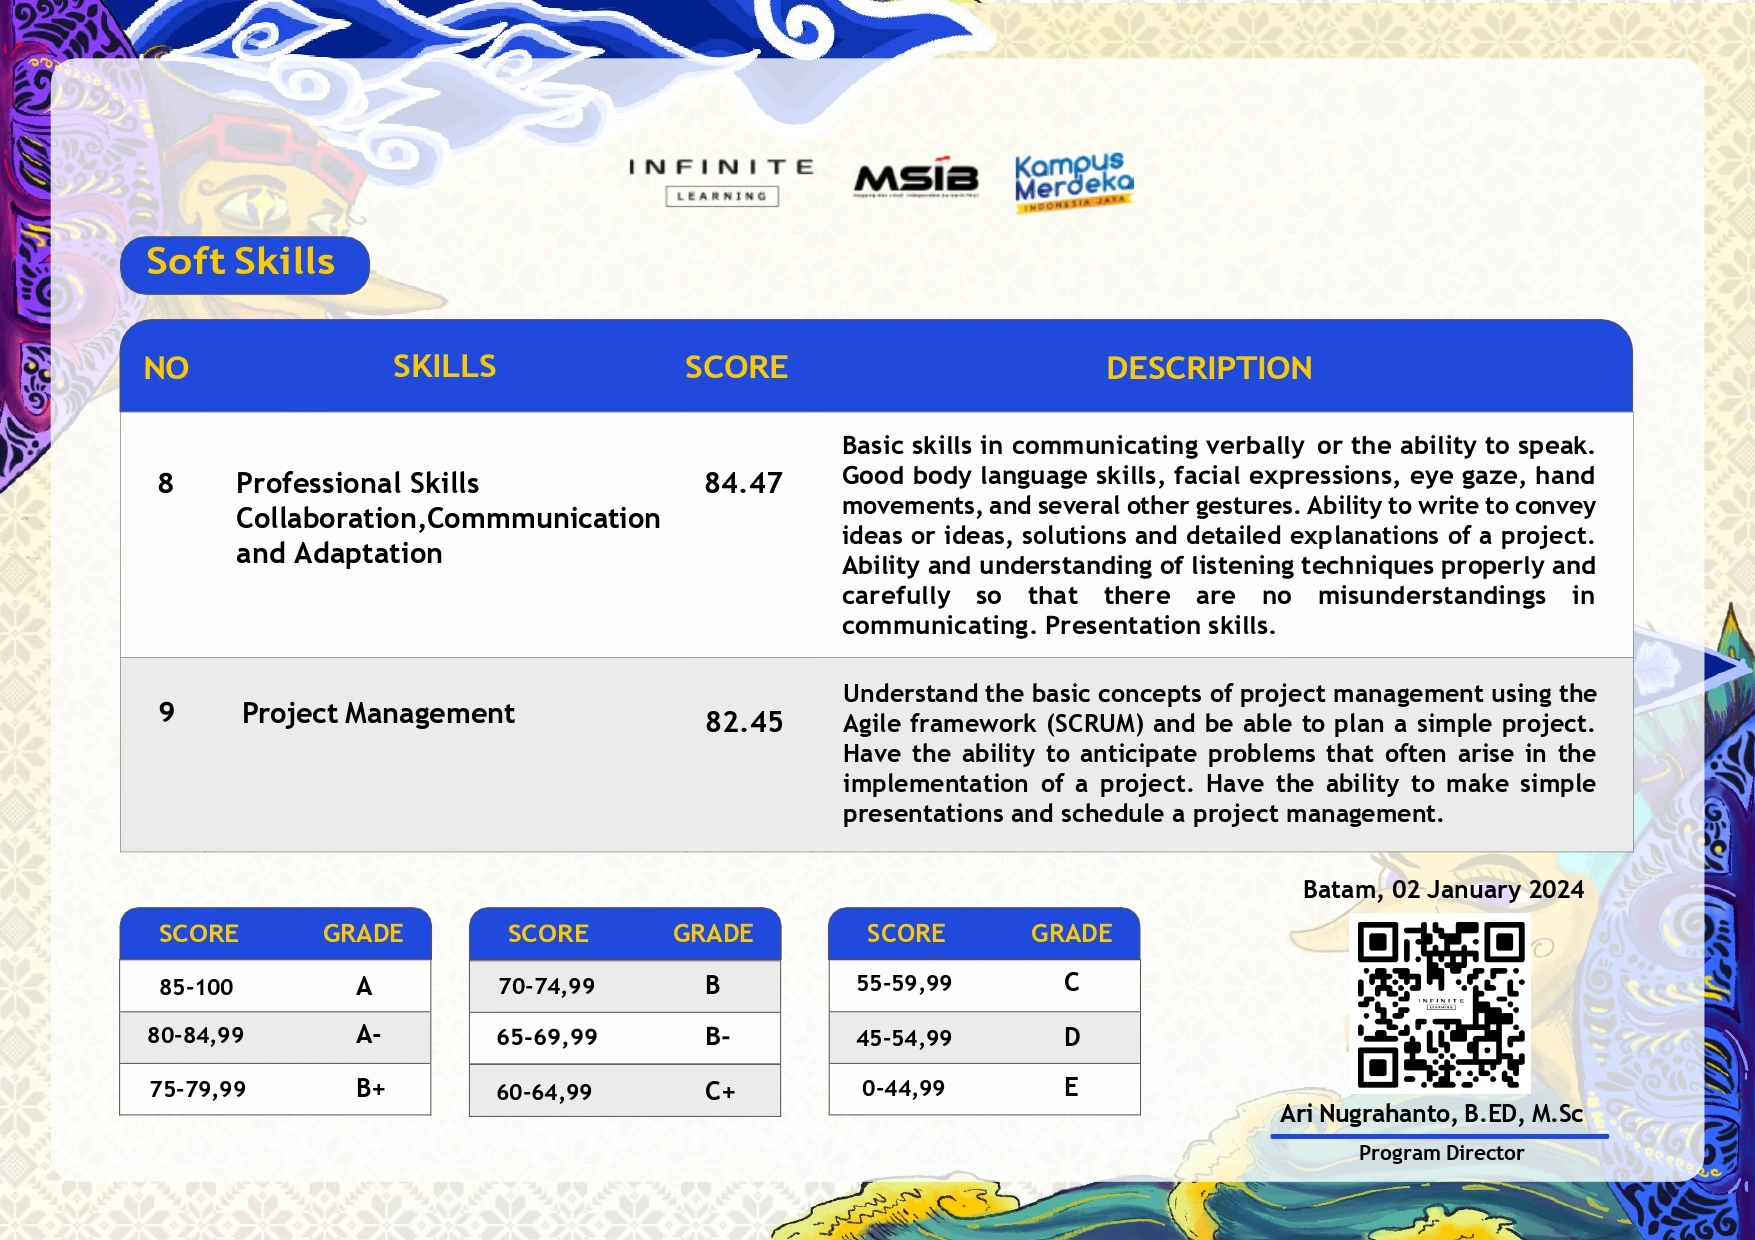 INFINITE
LEARNING
MSIB
Kampus
Merdeka
INDONESIA JAYA
Soft Skills
NO SKILLS SCORE DESCRIPTION
8 Professional Skills 84.47
Collaboration,Commmunication
and Adaptation
Basic skills in communicating verbally or the ability to speak.
Good body language skills, facial expressions, eye gaze, hand
movements, and several other gestures. Ability to write to convey
ideas or ideas, solutions and detailed explanations of a project.
Ability and understanding of listening techniques properly and
carefully so that there are no misunderstandings in
communicating. Presentation skills.
9 Project Management 82.45
Understand the basic concepts of project management using the
Agile framework (SCRUM) and be able to plan a simple project.
Have the ability to anticipate problems that often arise in the
implementation of a project. Have the ability to make simple
presentations and schedule a project management.
SCORE GRADE
85-100 A
80-84,99 A-
75-79,99 B+
SCORE GRADE
70-74,99 B
65-69,99 B-
60-64,99 C+
SCORE GRADE
55-59,99 C
45-54,99 D
0-44,99 E
Batam, 02 January 2024
INFINITE
LEARNING
Ari Nugrahanto, B.ED, M.Sc
Program Director